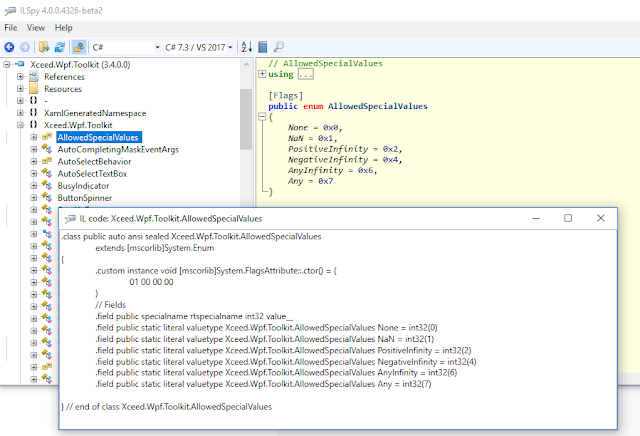 ILSpy 4.0.0.4326-beta2
File View Help
C# C# 7.3 / VS 2017
Xceed.Wpf.Toolkit (3.4.0.0)
References
Resources
{ } -
{ } XamlGeneratedNamespace
{ } Xceed.Wpf.Toolkit
AllowedSpecialValues
AutoCompletingMaskEventArgs
AutoSelectBehavior
AutoSelectTextBox
BusyIndicator
ButtonSpinner
// AllowedSpecialValues
using ...
[Flags]
public enum AllowedSpecialValues
{
None = 0x0,
NaN = 0x1,
PositiveInfinity = 0x2,
NegativeInfinity = 0x4,
AnyInfinity = 0x6,
Any = 0x7
}
IL code: Xceed.Wpf.Toolkit.AllowedSpecialValues
.class public auto ansi sealed Xceed.Wpf.Toolkit.AllowedSpecialValues
extends [mscorlib]System.Enum
{
.custom instance void [mscorlib]System.FlagsAttribute::.ctor() = (
01 00 00 00
)
// Fields
.field public specialname rtspecialname int32 value__
.field public static literal valuetype Xceed.Wpf.Toolkit.AllowedSpecialValues None = int32(0)
.field public static literal valuetype Xceed.Wpf.Toolkit.AllowedSpecialValues NaN = int32(1)
.field public static literal valuetype Xceed.Wpf.Toolkit.AllowedSpecialValues PositiveInfinity = int32(2)
.field public static literal valuetype Xceed.Wpf.Toolkit.AllowedSpecialValues NegativeInfinity = int32(4)
.field public static literal valuetype Xceed.Wpf.Toolkit.AllowedSpecialValues AnyInfinity = int32(6)
.field public static literal valuetype Xceed.Wpf.Toolkit.AllowedSpecialValues Any = int32(7)
} // end of class Xceed.Wpf.Toolkit.AllowedSpecialValues